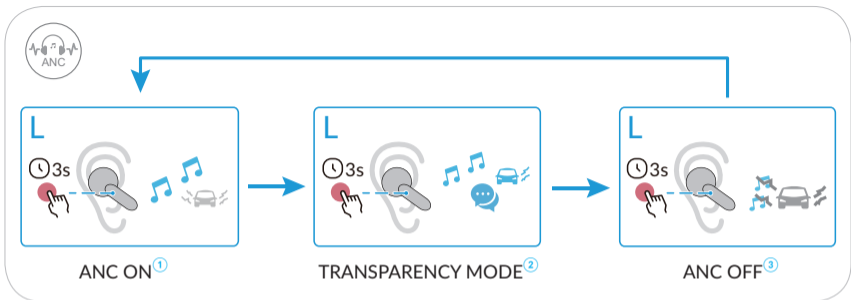 ANC
L
3s
L
3s
L
3s
ANC ON①
TRANSPARENCY MODE②
ANC OFF③